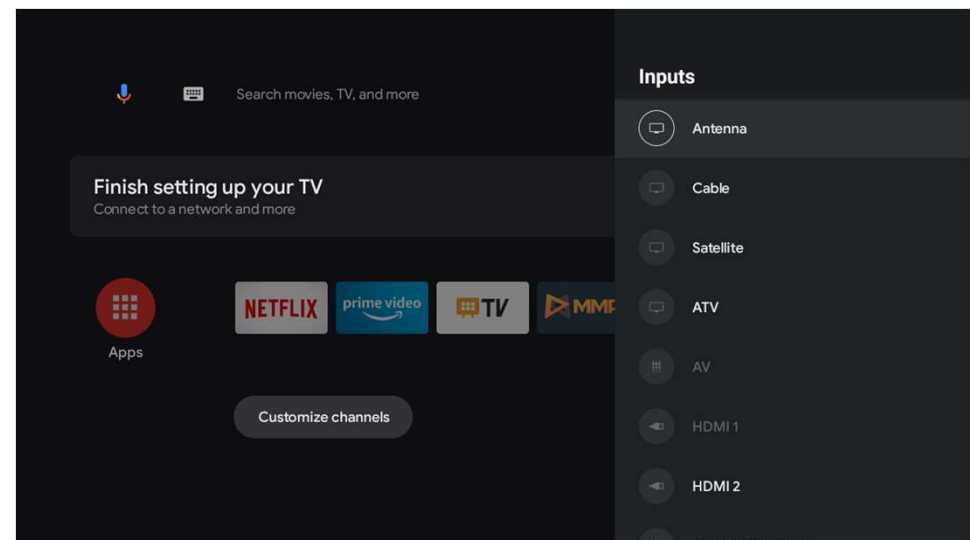 Search movies, TV, and more
Finish setting up your TV
Connect to a network and more
NETFLIX
prime video
TV
Apps
Customize channels
Inputs
Antenna
Cable
Satellite
ATV
AV
HDMI 1
HDMI 2